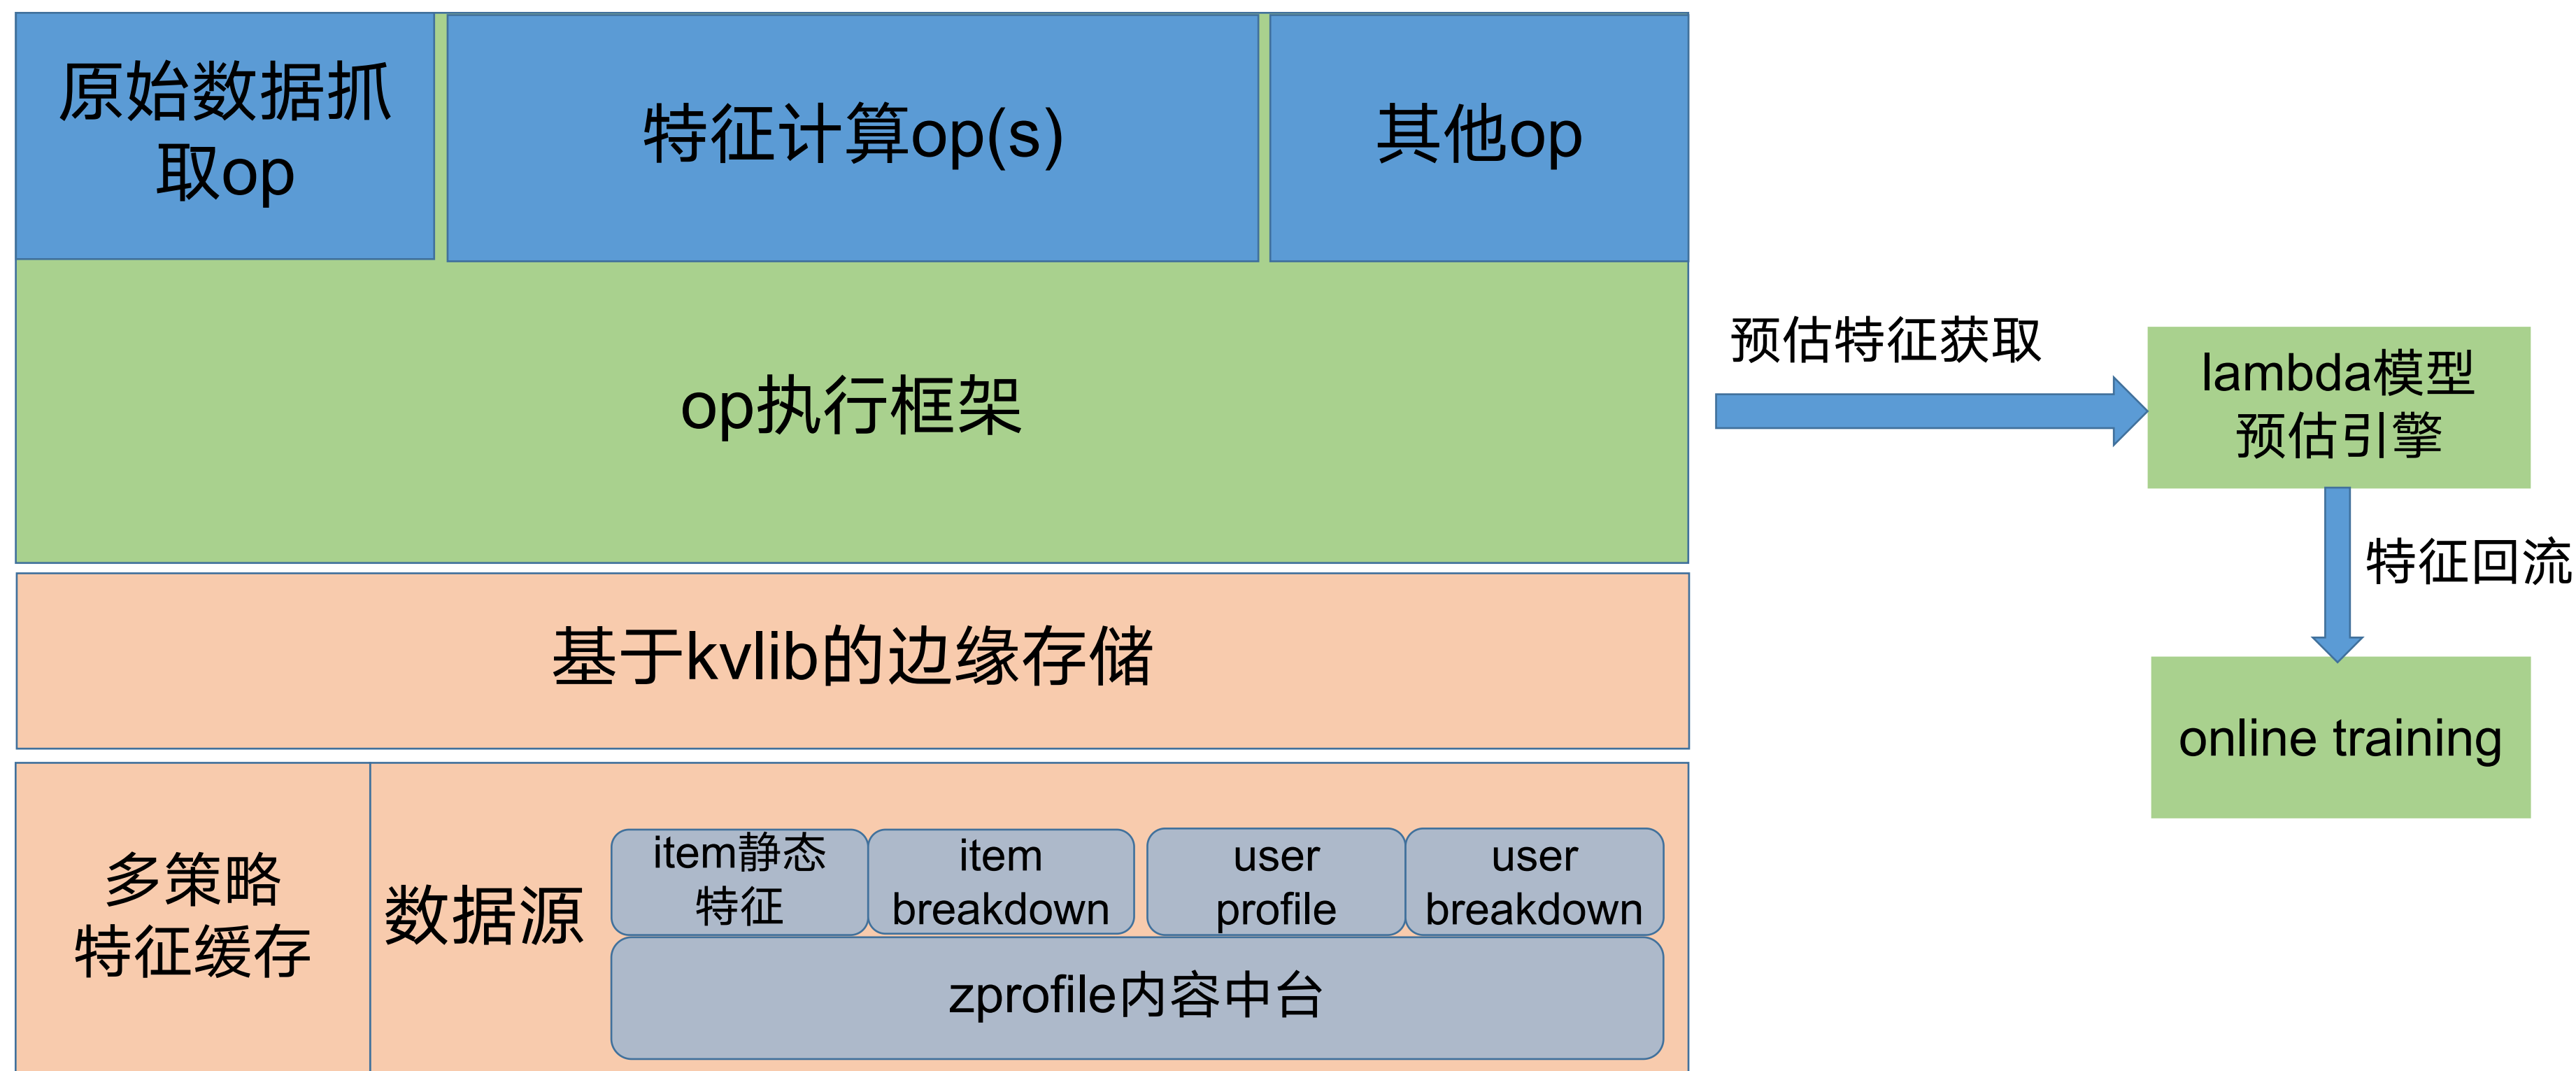 原始数据抓
取op
特征计算op(s)
其他op
op执行框架
预估特征获取
lambda模型
预估引擎
特征回流
online training
基于kvlib的边缘存储
多策略
特征缓存
数据源
item静态
特征
item
breakdown
user
profile
user
breakdown
zprofile内容中台